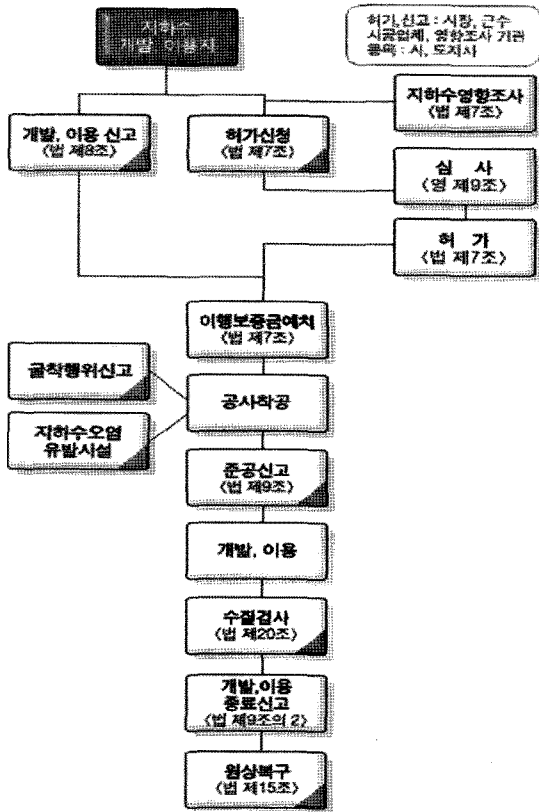 지하수
개발 이용자
허가, 신고 : 시장, 군수
시공업체, 영향조사 기관
등록 : 시, 도지사
지하수영향조사
(법 제7조)
개발, 이용 신고
(법 제8조)
허가신청
(법 제7조)
심 사
(영 제9조)
허 가
(법 제7조)
이행보증금예치
(법 제7조)
굴착행위신고
공사착공
지하수오염
유발시설
준공신고
(법 제9조)
개발, 이용
수질검사
(법 제20조)
개발,이용
종료신고
(법 제9조의 2)
원상복구
(법 제15조)